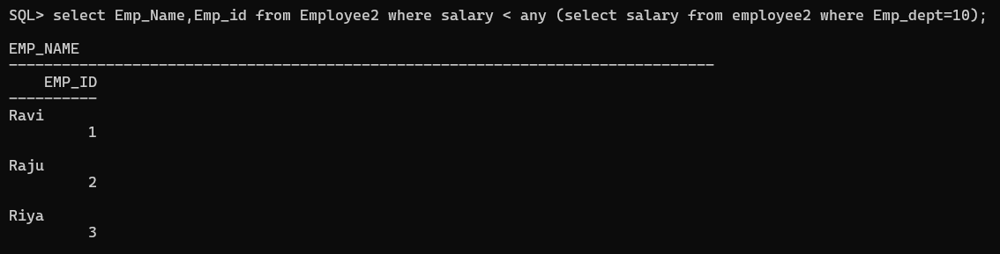 SQL> select Emp_Name,Emp_id from Employee2 where salary < any (select salary from employee2 where Emp_dept=10);
EMP_NAME
--------------------------------------------------------------------------------
EMP_ID
----------
Ravi
1
Raju
2
Riya
3